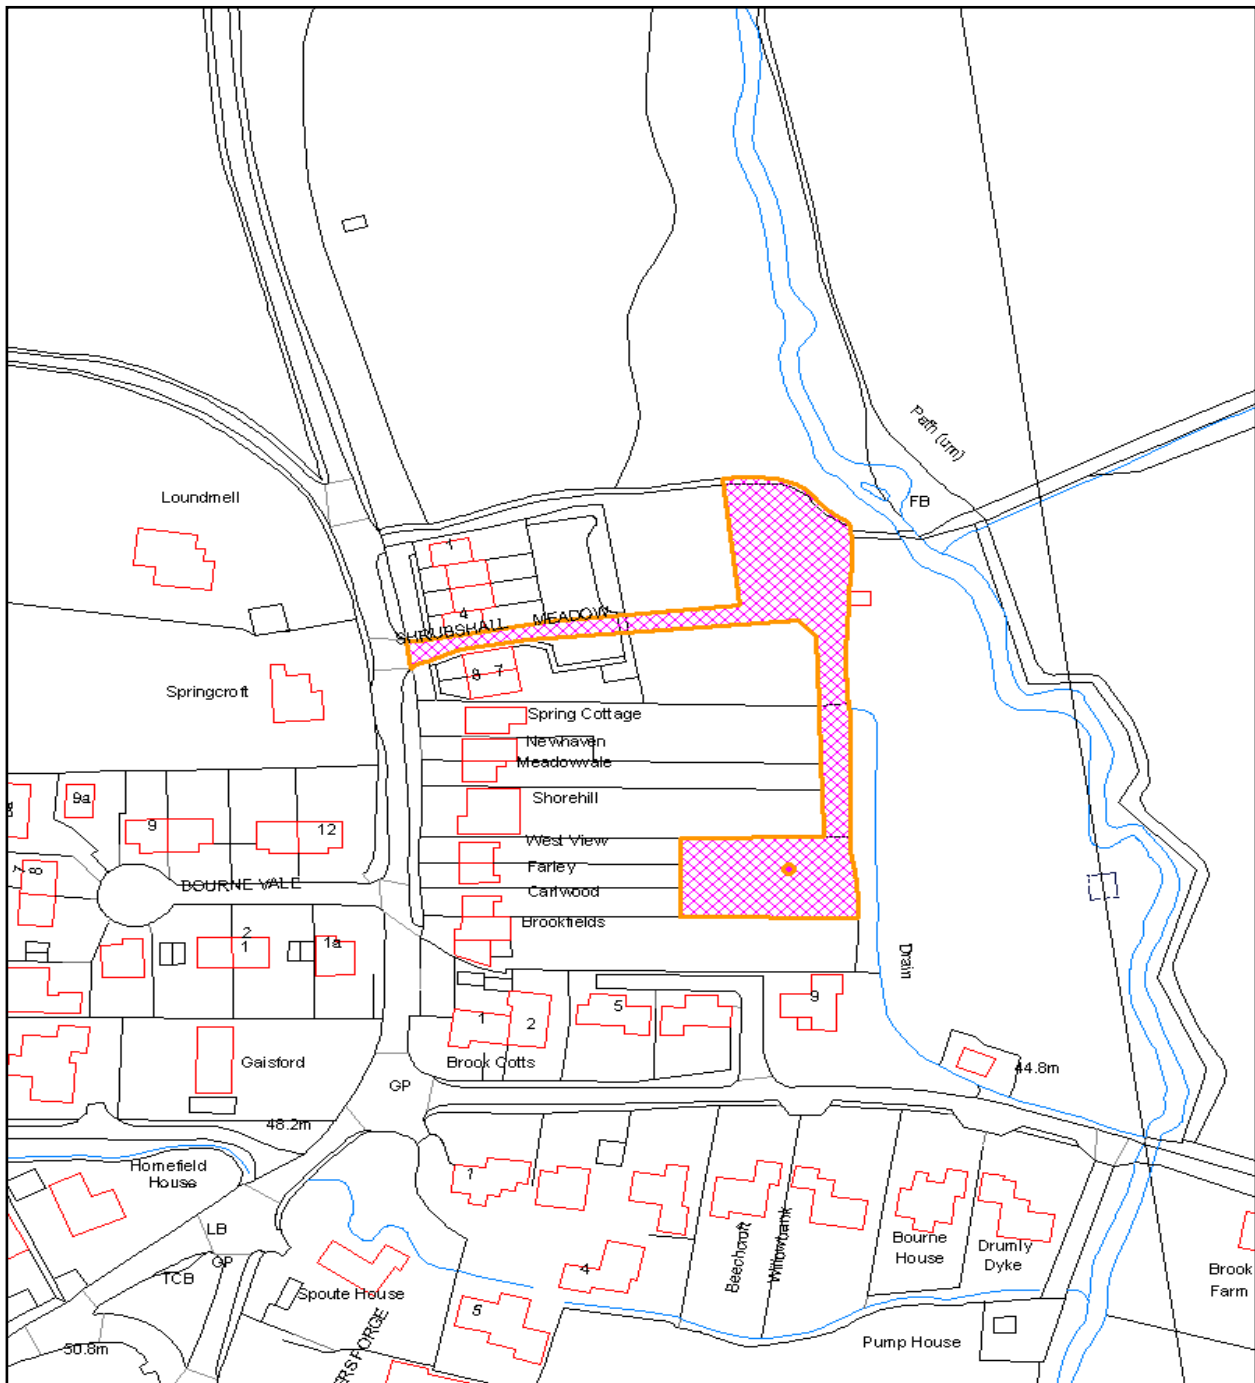 Path (um)
Loundmell
FB
1
4
SHRUBSHALL MEADOW
11
8
7
Springcroft
Spring Cottage
Newhaven
Meadowvale
Shorehill
9a
9
12
West View
Farley
Carlwood
Brookfields
7
8
BOURNE VALE
2
1
1a
Drain
9
5
1
2
Brook Cotts
Gaisford
GP
44.8m
48.2m
Homefield
House
1
LB
GP
TCB
Spoute House
4
5
Beechcroft
Willowbank
Bourne
House
Drumly
Dyke
Brook
Farm
Pump House
50.8m
ERSFORGE